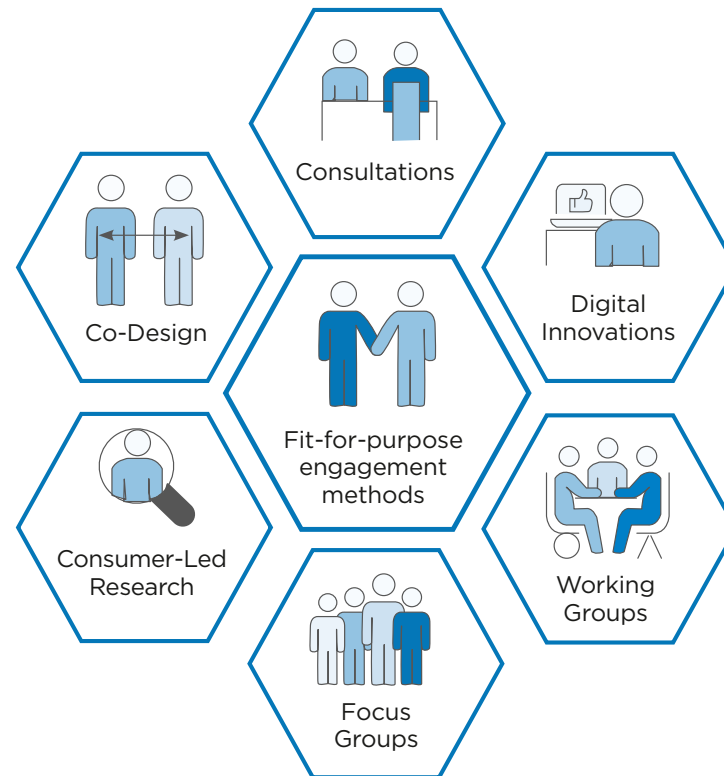 Consultations
Co-Design
Digital
Innovations
Fit-for-purpose
engagement
methods
Consumer-Led
Research
Working
Groups
Focus
Groups